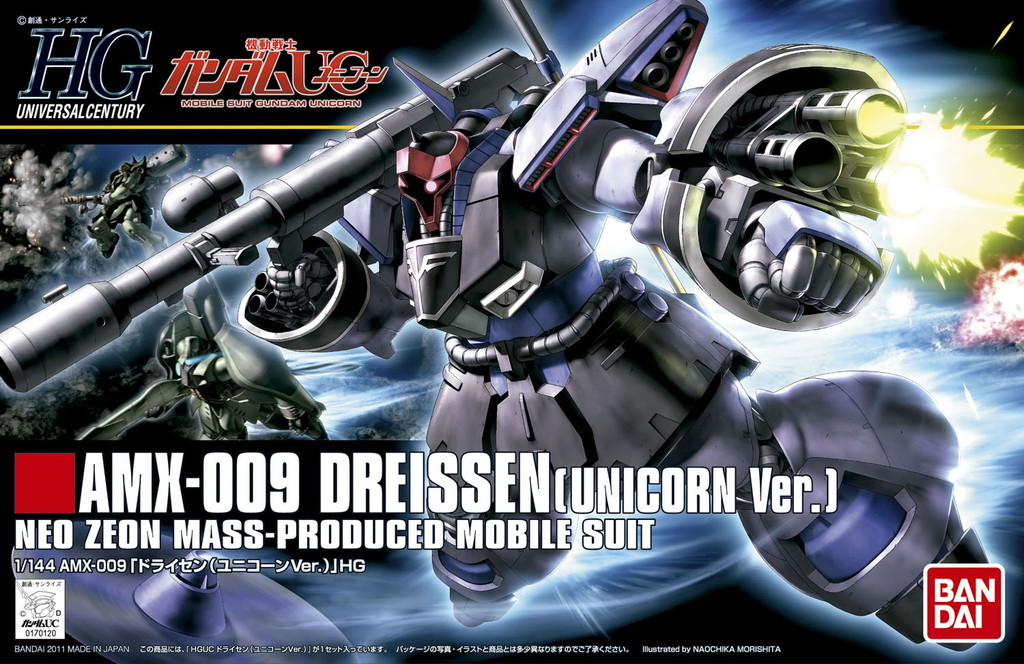 ©創通・サンライズ
HG
UNIVERSAL CENTURY
機動戦士
ガンダムUC
ユニコーン
MOBILE SUIT GUNDAM UNICORN
AMX-009 DREISSEN(UNICORN Ver.)
NEO ZEON MASS-PRODUCED MOBILE SUIT
1/144 AMX-009「ドライセン(ユニコーンVer.)」HG
創通・サンライズ
C D
ガンダムUC
0170120
BANDAI 2011 MADE IN JAPAN この商品には、「HGUC ドライセン(ユニコーンVer.)」が1セット入っています。 パッケージの写真・イラストと商品とは多少異なりますのでご了承ください。 Illustrated by NAOCHIKA MORISHITA
BAN
DAI